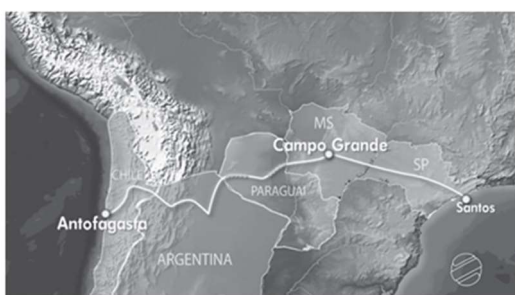 MS
Campo Grande
SP
CHILE
PARAGUAI
Santos
Antofagasta
ARGENTINA